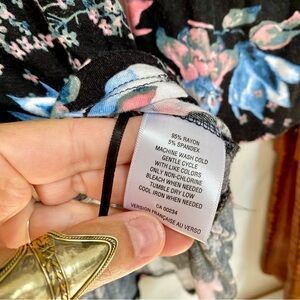 95% RAYON
5% SPANDEX
MACHINE WASH COLD
GENTLE CYCLE
WITH LIKE COLORS
ONLY NON-CHLORINE
BLEACH WHEN NEEDED
TUMBLE DRY LOW
COOL IRON WHEN NEEDED
CA 00234
VERSION FRANÇAISE AU VERSO